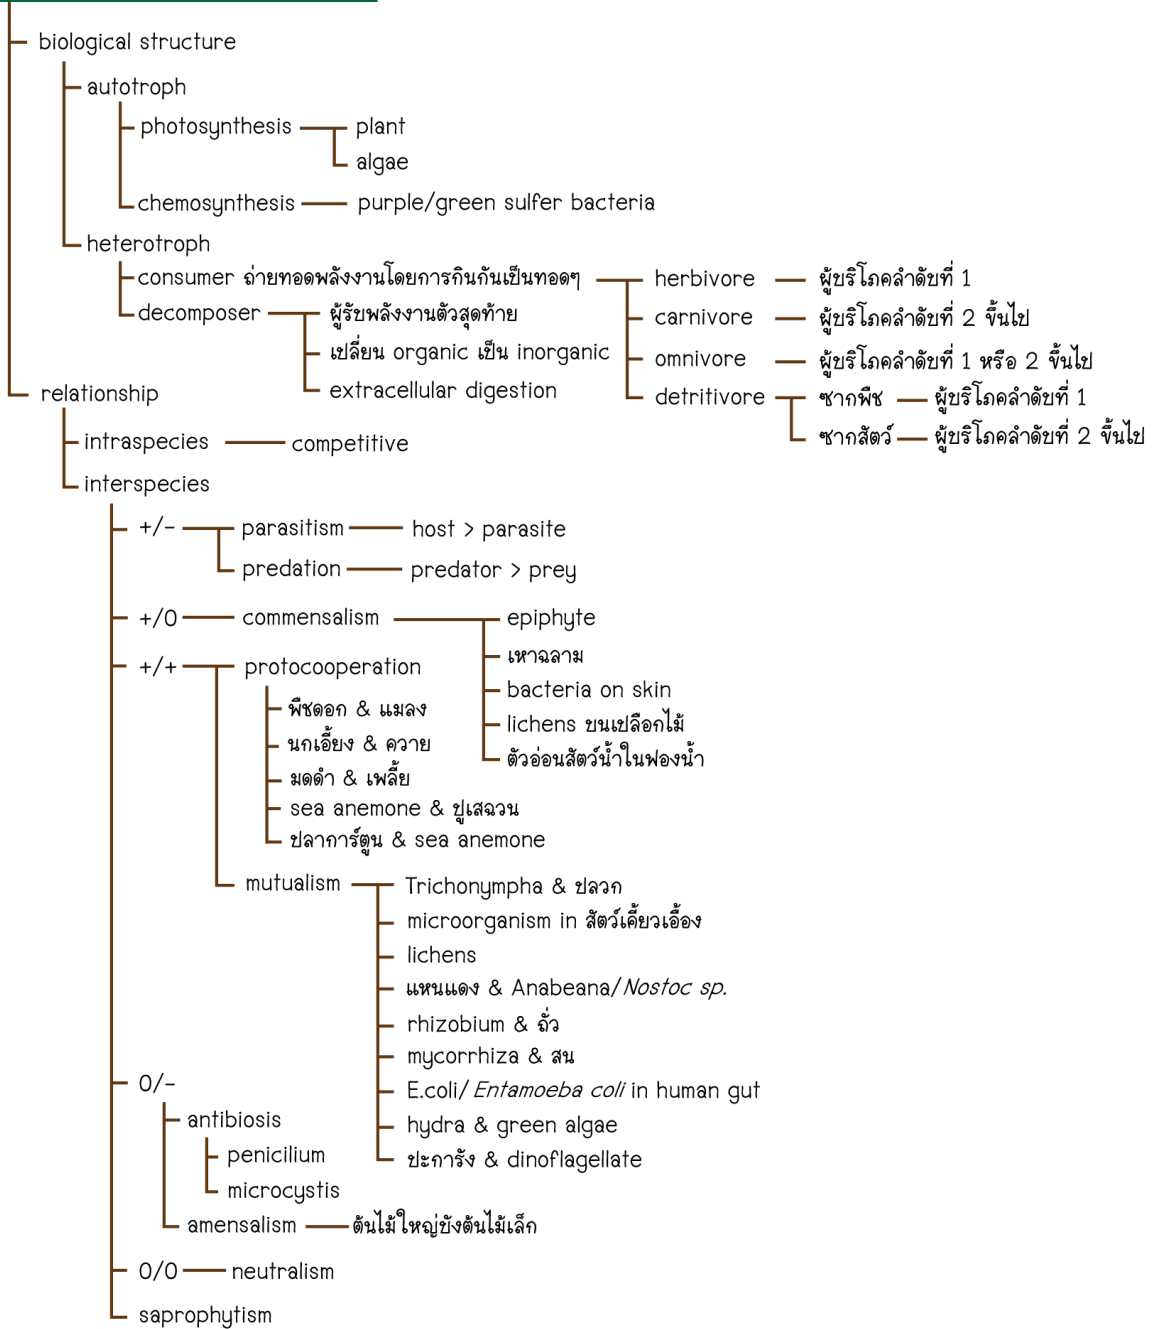 biological structure
autotroph
photosynthesis plant
algae
chemosynthesis purple/green sulfer bacteria
heterotroph
consumer ถ่ายทอดพลังงานโดยการกินกันเป็นทอดๆ herbivore ผู้บริโภคลำดับที่ 1
decomposer ผู้รับพลังงานตัวสุดท้าย carnivore ผู้บริโภคลำดับที่ 2 ขึ้นไป
เปลี่ยน organic เป็น inorganic omnivore ผู้บริโภคลำดับที่ 1 หรือ 2 ขึ้นไป
extracellular digestion detritivore ซากพืช ผู้บริโภคลำดับที่ 1
ซากสัตว์ ผู้บริโภคลำดับที่ 2 ขึ้นไป
relationship
intraspecies competitive
interspecies
+/- parasitism host > parasite
predation predator > prey
+/0 commensalism epiphyte
เหาฉลาม
bacteria on skin
lichens บนเปลือกไม้
ตัวอ่อนสัตว์น้ำในฟองน้ำ
+/+ protocooperation
พืชดอก & แมลง
นกเอี้ยง & ควาย
มดดำ & เพลี้ย
sea anemone & ปูเสฉวน
ปลาการ์ตูน & sea anemone
mutualism Trichonympha & ปลวก
microorganism in สัตว์เคี้ยวเอื้อง
lichens
แหนแดง & Anabeana/Nostoc sp.
rhizobium & ถั่ว
mycorrhiza & สน
E.coli/Entamoeba coli in human gut
hydra & green algae
ปะการัง & dinoflagellate
0/-
antibiosis
penicilium
microcystis
amensalism ต้นไม้ใหญ่บังต้นไม้เล็ก
0/0 neutralism
saprophytism